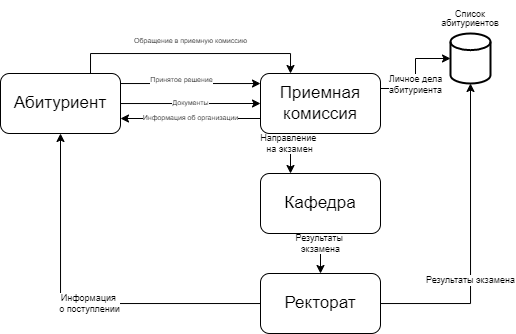 Список
абитуриентов
Обращение в приемную комиссию
Принятое решение
Личное дела
абитуриента
Абитуриент
Документы
Приемная
комиссия
Информация об организации
Направление
на экзамен
Кафедра
Результаты
экзамена
Результаты экзамена
Информация
о поступлении
Ректорат